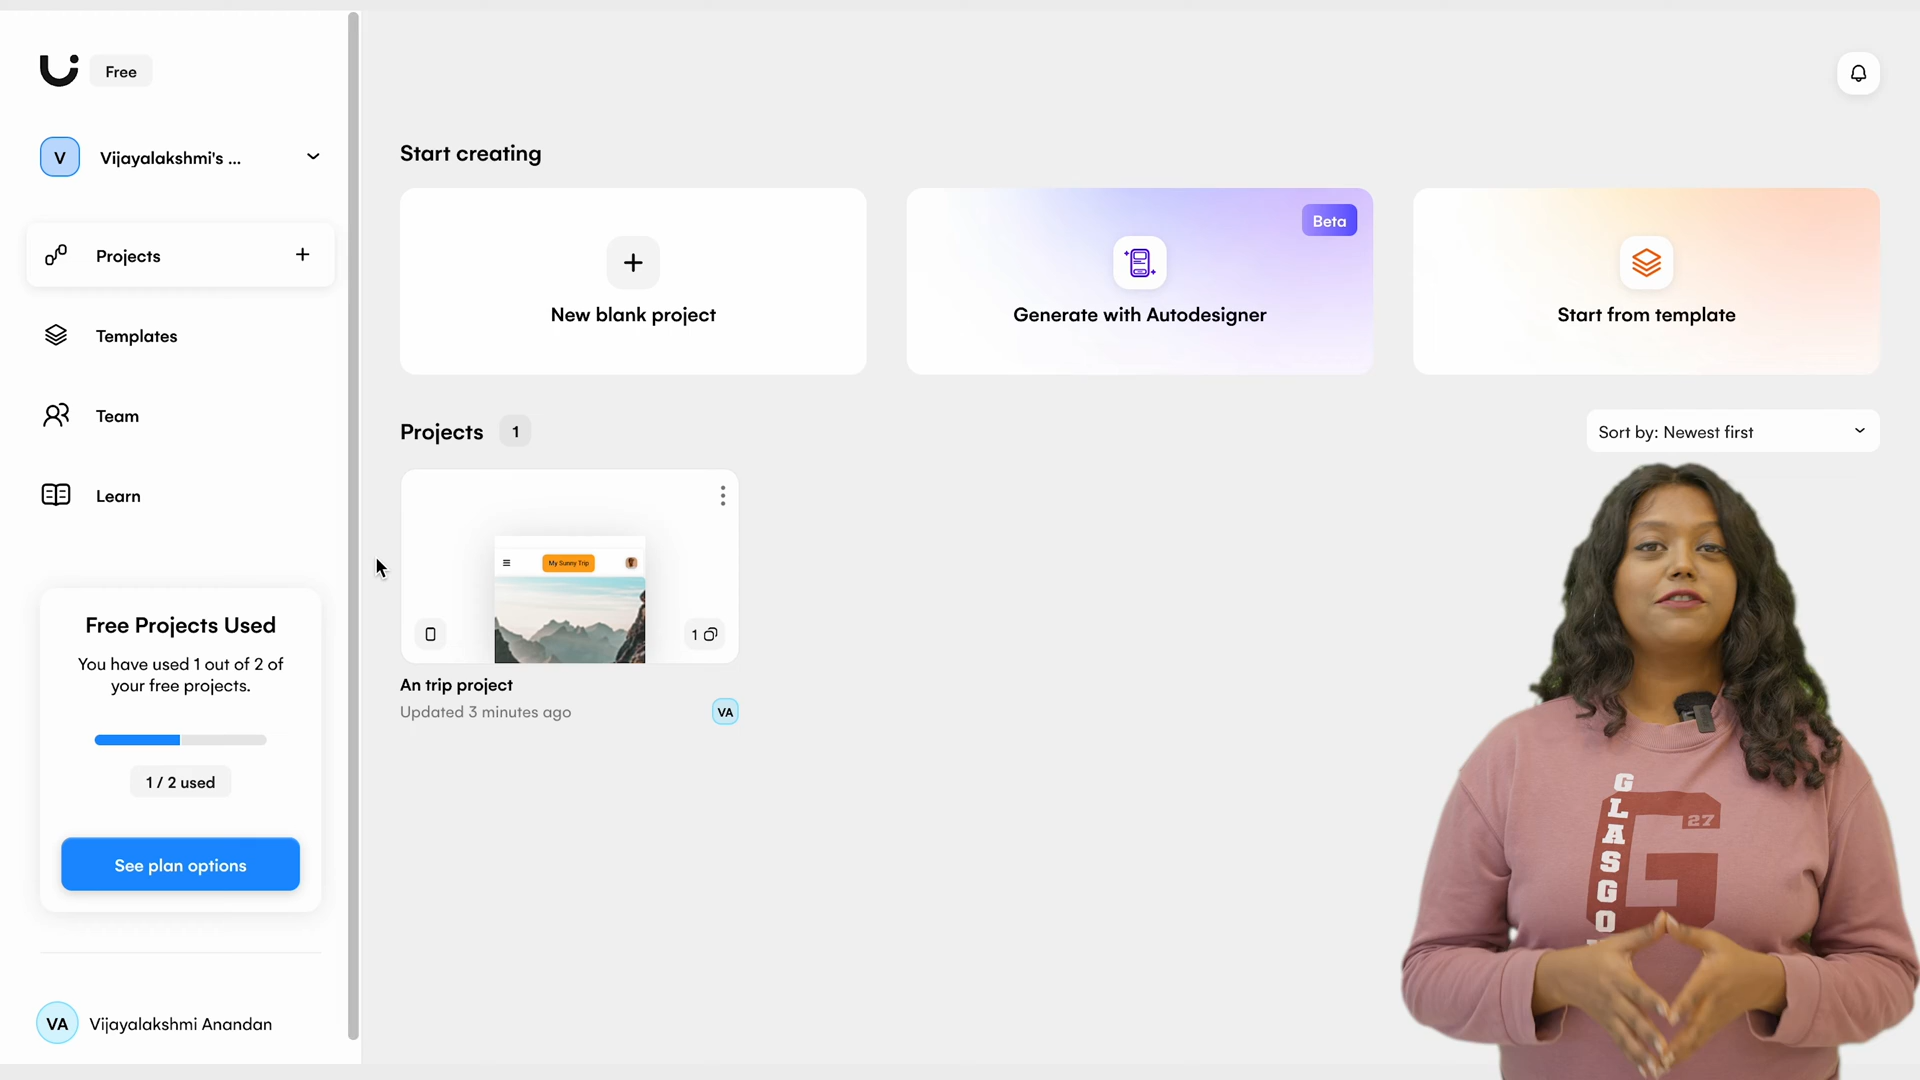 Free
V
Vijayalakshmi's ...
Projects
Templates
Team
Learn
Free Projects Used
You have used 1 out of 2 of
your free projects.
1 / 2 used
See plan options
VA
Vijayalakshmi Anandan
Start creating
New blank project
Beta
Generate with Autodesigner
Start from template
Projects 1
Sort by: Newest first
My Sunny Trip
1
An trip project
Updated 3 minutes ago
VA
GLASGO
G
27